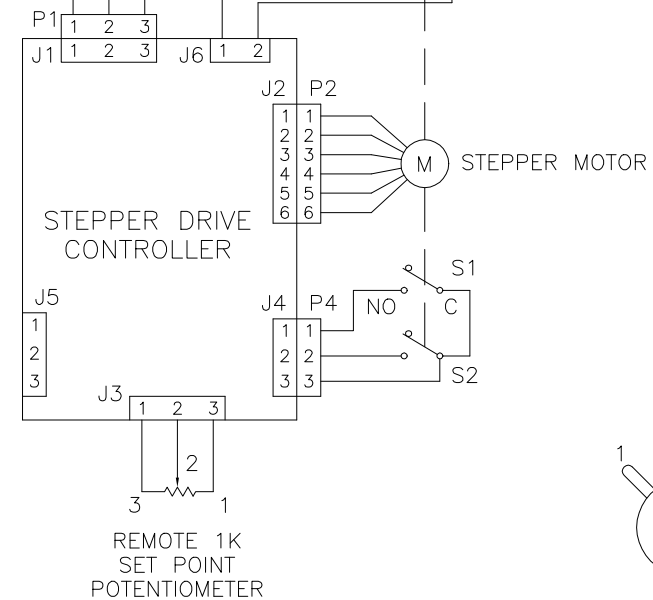 P1 1 2 3
J1 1 2 3
J6 1 2
J2 P2
1 1
2 2
3 3
4 4
5 5
6 6
M STEPPER MOTOR
STEPPER DRIVE
CONTROLLER
S1
NO C
J5
1
2
3
J4 P4
1 1
2 2
3 3
S2
J3 1 2 3
2
3 1
REMOTE 1K
SET POINT
POTENTIOMETER
1